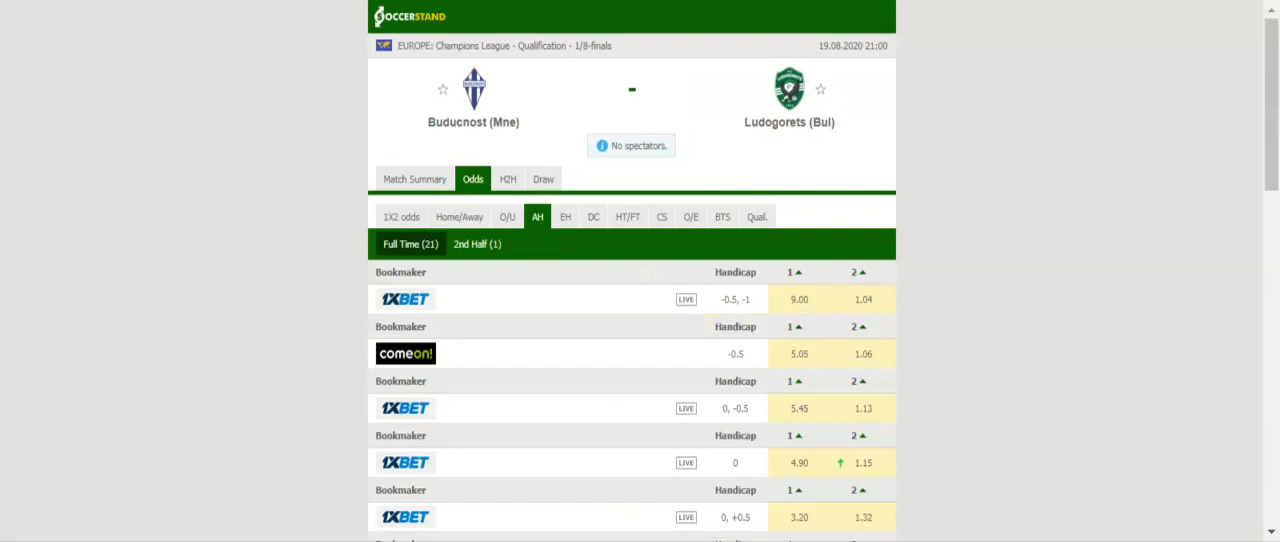 SOCCERSTAND
EUROPE: Champions League - Qualification - 1/8-finals 19.08.2020 21:00
-
Buducnost (Mne) Ludogorets (Bul)
No spectators.
Match Summary Odds H2H Draw
1X2 odds Home/Away O/U AH EH DC HT/FT CS O/E BTS Qual.
Full Time (21) 2nd Half (1)
Bookmaker Handicap 1 2
1XBET LIVE -0.5, -1 9.00 1.04
Bookmaker Handicap 1 2
comeon! -0.5 5.05 1.06
Bookmaker Handicap 1 2
1XBET LIVE 0, -0.5 5.45 1.13
Bookmaker Handicap 1 2
1XBET LIVE 0 4.90 1.15
Bookmaker Handicap 1 2
1XBET LIVE 0, +0.5 3.20 1.32